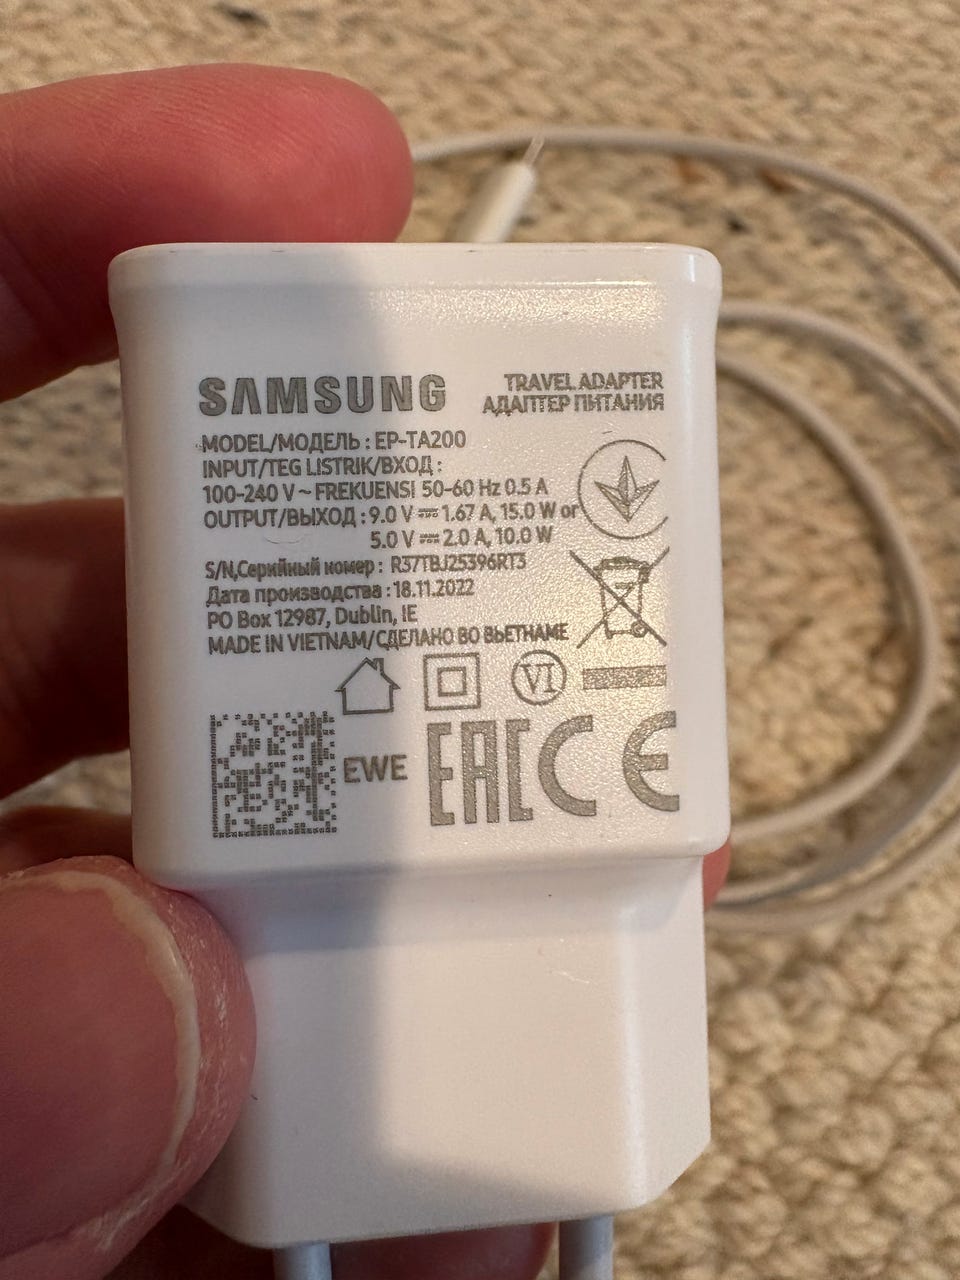 SAMSUNG
TRAVEL ADAPTER
АДАПТЕР ПИТАНИЯ
MODEL/МОДЕЛЬ : EP-TA200
INPUT/TEG LISTRIK/ВХОД :
100-240 V ~ FREKUENSI 50-60 Hz 0.5 A
OUTPUT/ВЫХОД : 9.0 V ⎓ 1.67 A, 15.0 W or
5.0 V ⎓ 2.0 A, 10.0 W
S/N,Серийный номер : R37TBJ25396RT3
Дата производства : 18.11.2022
PO Box 12987, Dublin, IE
MADE IN VIETNAM/СДЕЛАНО ВО ВЬЕТНАМЕ
VI
EWE
EAC
CE